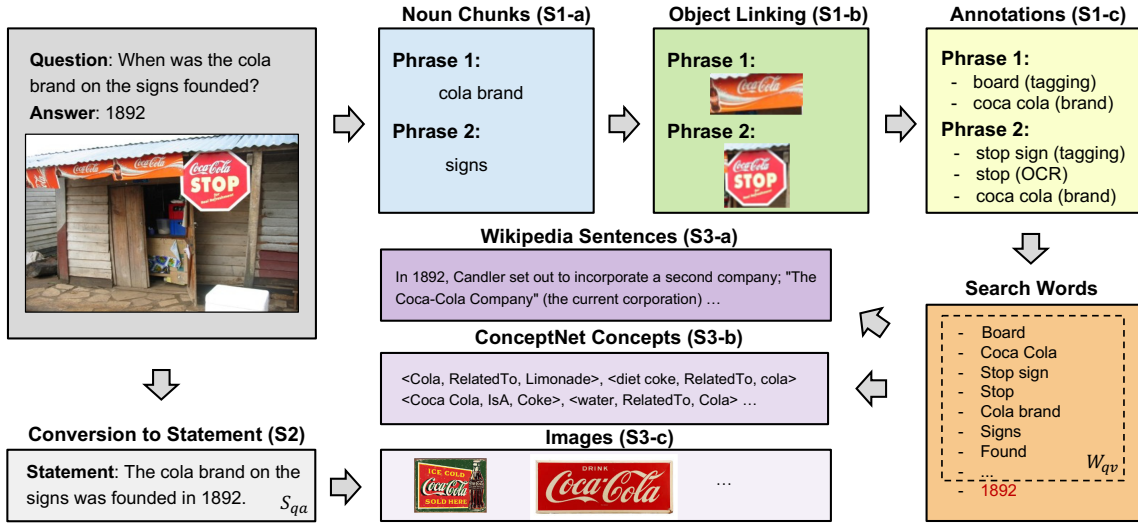 Question: When was the cola
brand on the signs founded?
Answer: 1892
Coca-Cola
Coca-Cola
STOP
Noun Chunks (S1-a)
Phrase 1:
cola brand
Phrase 2:
signs
Object Linking (S1-b)
Phrase 1:
Phrase 2:
Coca-Cola
STOP
Annotations (S1-c)
Phrase 1:
- board (tagging)
- coca cola (brand)
Phrase 2:
- stop sign (tagging)
- stop (OCR)
- coca cola (brand)
Wikipedia Sentences (S3-a)
In 1892, Candler set out to incorporate a second company; "The
Coca-Cola Company" (the current corporation) …
Search Words
- Board
- Coca Cola
- Stop sign
- Stop
- Cola brand
- Signs
- Found
- ...
W_qv
- 1892
ConceptNet Concepts (S3-b)
<Cola, RelatedTo, Limonade>, <diet coke, RelatedTo, cola>
<Coca Cola, IsA, Coke>, <water, RelatedTo, Cola> …
Conversion to Statement (S2)
Statement: The cola brand on the
signs was founded in 1892.
S_qa
Images (S3-c)
ICE COLD
Coca-Cola
SOLD HERE
DRINK
Coca-Cola
…